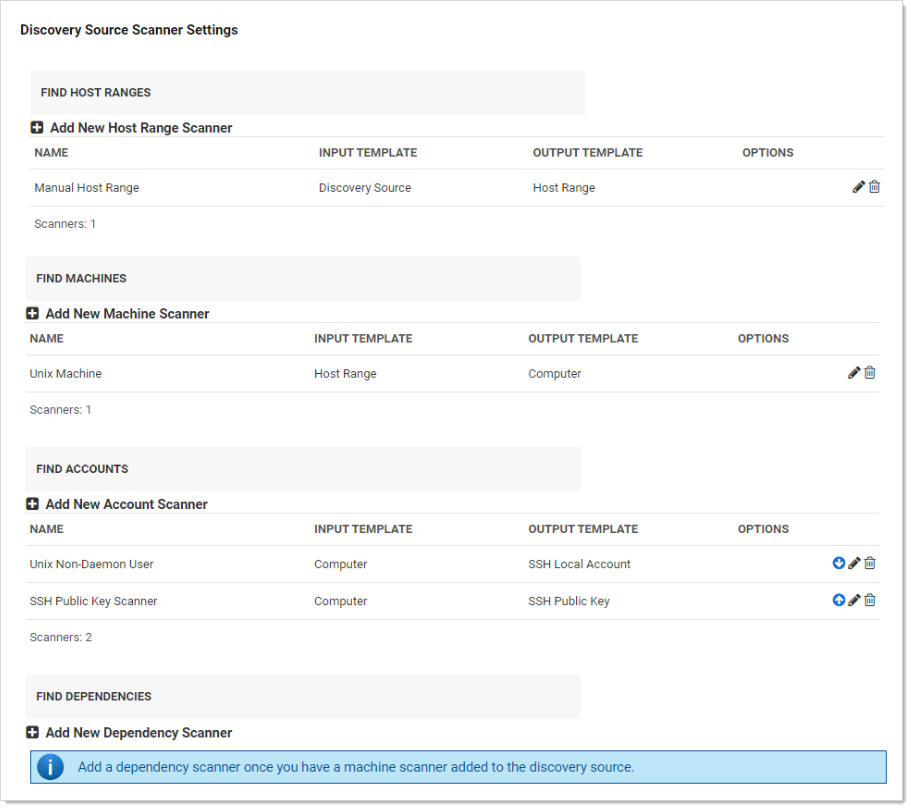 Discovery Source Scanner Settings
FIND HOST RANGES
Add New Host Range Scanner
NAME INPUT TEMPLATE OUTPUT TEMPLATE OPTIONS
Manual Host Range Discovery Source Host Range
Scanners: 1
FIND MACHINES
Add New Machine Scanner
NAME INPUT TEMPLATE OUTPUT TEMPLATE OPTIONS
Unix Machine Host Range Computer
Scanners: 1
FIND ACCOUNTS
Add New Account Scanner
NAME INPUT TEMPLATE OUTPUT TEMPLATE OPTIONS
Unix Non-Daemon User Computer SSH Local Account
SSH Public Key Scanner Computer SSH Public Key
Scanners: 2
FIND DEPENDENCIES
Add New Dependency Scanner
Add a dependency scanner once you have a machine scanner added to the discovery source.